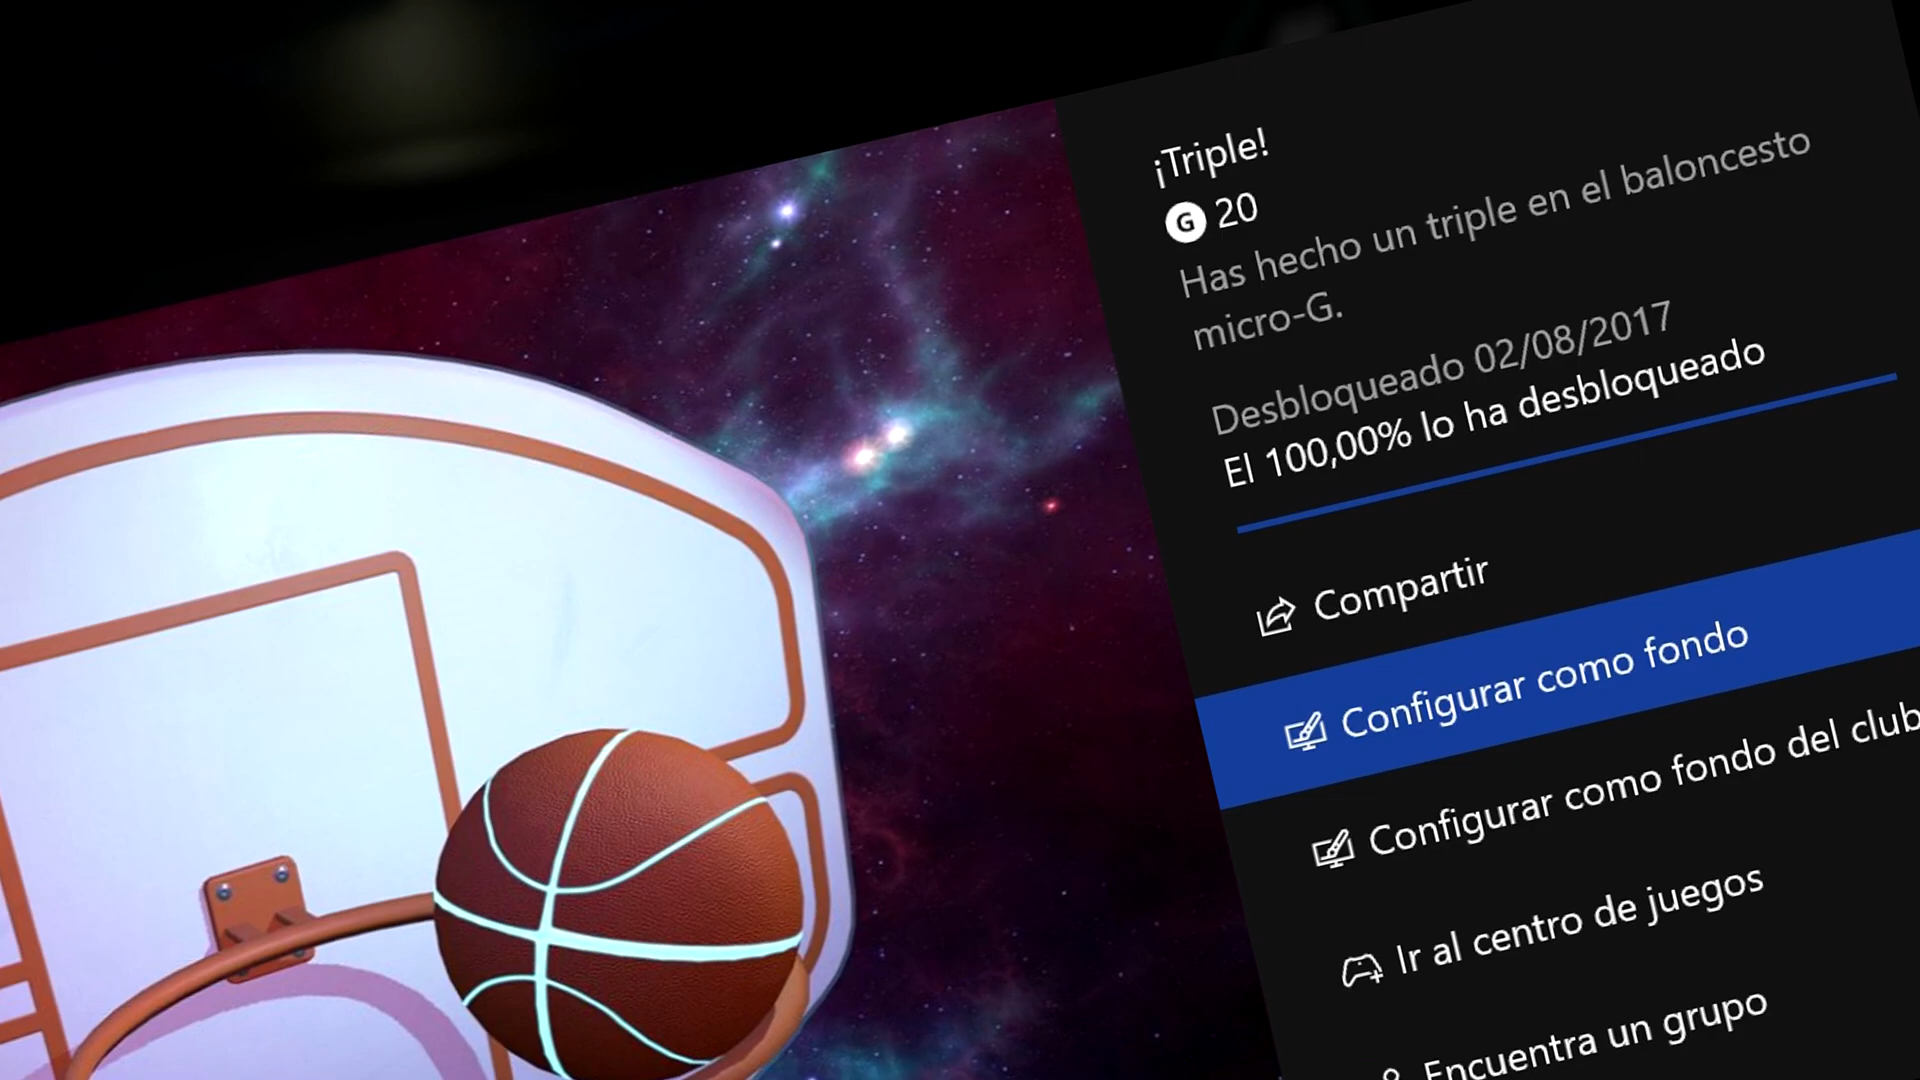 ¡Triple!
G 20
Has hecho un triple en el baloncesto
micro-G.
Desbloqueado 02/08/2017
El 100,00% lo ha desbloqueado
Compartir
Configurar como fondo
Configurar como fondo del club
Ir al centro de juegos
Encuentra un grupo